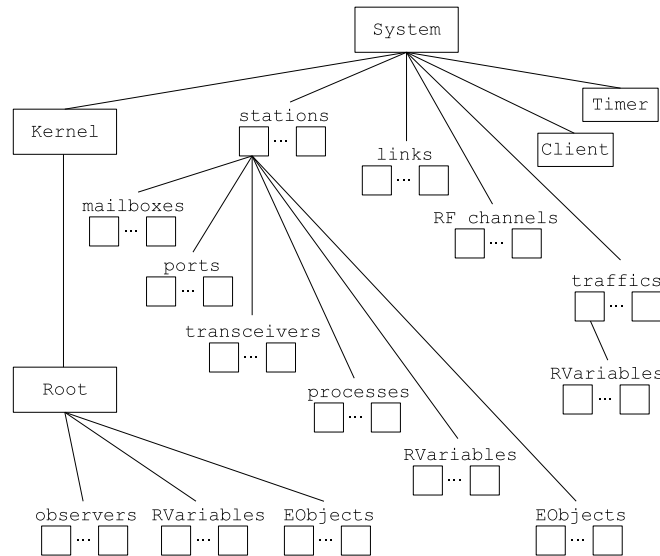 System
Timer
Kernel
stations
Client
links
mailboxes
RF channels
ports
traffics
transceivers
RVariables
Root
processes
RVariables
observers
RVariables
EObjects
EObjects